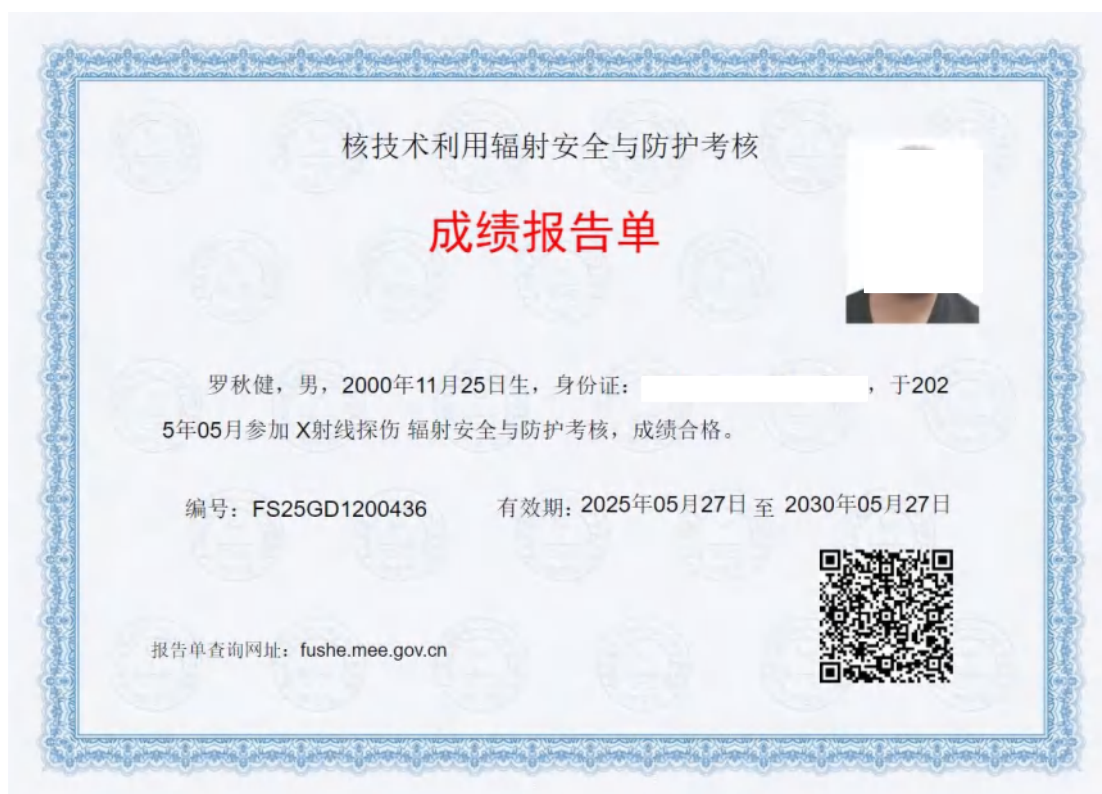 核技术利用辐射安全与防护考核
成绩报告单
罗秋健，男，2000年11月25日生，身份证： ，于202
5年05月参加 X射线探伤 辐射安全与防护考核，成绩合格。
编号：FS25GD1200436 有效期：2025年05月27日 至 2030年05月27日
报告单查询网址：fushe.mee.gov.cn